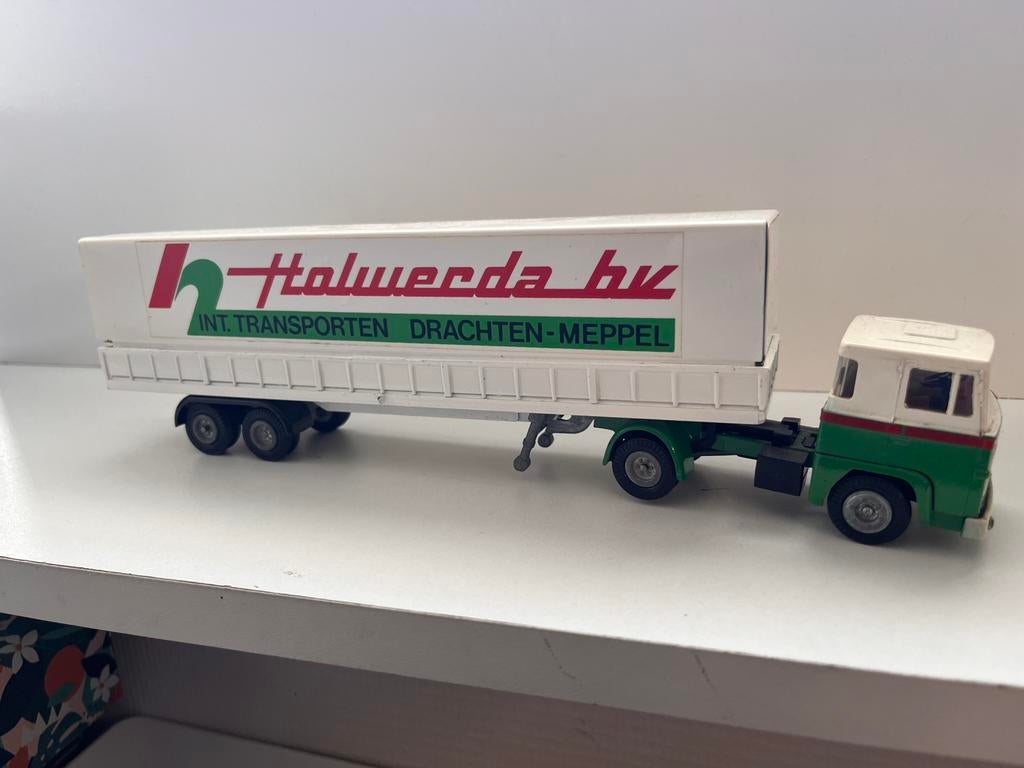 Holwerda bv
INT. TRANSPORTEN DRACHTEN-MEPPEL